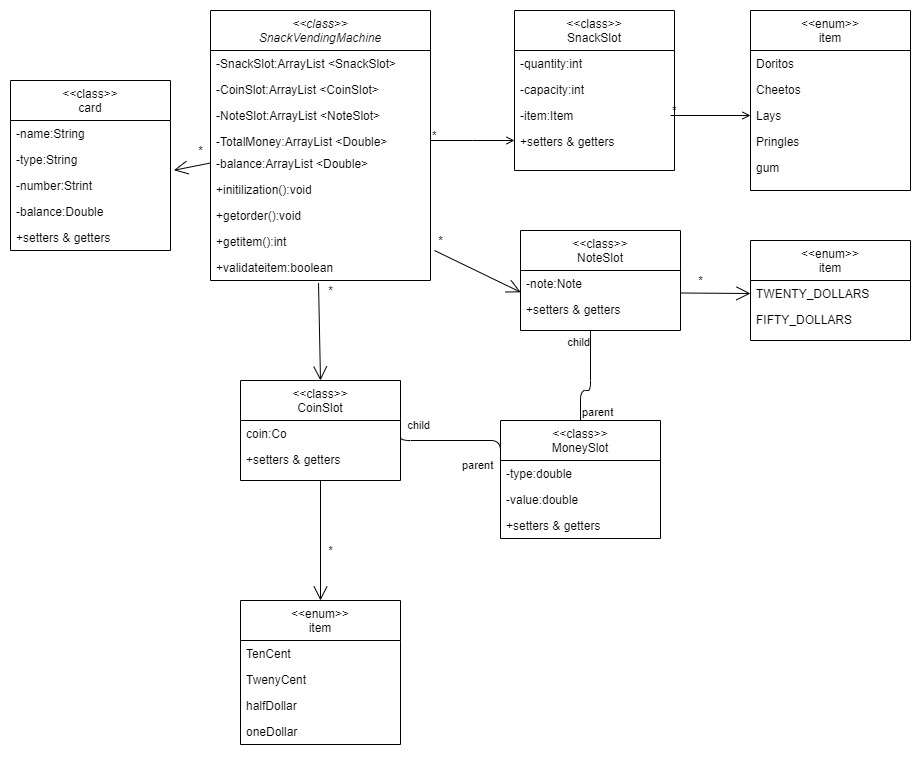 <<class>>
SnackVendingMachine
-SnackSlot:ArrayList <SnackSlot>
-CoinSlot:ArrayList <CoinSlot>
-NoteSlot:ArrayList <NoteSlot>
-TotalMoney:ArrayList <Double>
-balance:ArrayList <Double>
+initilization():void
+getorder():void
+getitem():int
+validateitem:boolean
<<class>>
SnackSlot
-quantity:int
-capacity:int
-item:Item
+setters & getters
<<enum>>
item
Doritos
Cheetos
Lays
Pringles
gum
<<class>>
card
-name:String
-type:String
-number:Strint
-balance:Double
+setters & getters
*
*
*
*
*
<<class>>
NoteSlot
-note:Note
+setters & getters
*
<<enum>>
item
TWENTY_DOLLARS
FIFTY_DOLLARS
child
parent
<<class>>
CoinSlot
coin:Co
+setters & getters
child
parent
<<class>>
MoneySlot
-type:double
-value:double
+setters & getters
*
<<enum>>
item
TenCent
TwenyCent
halfDollar
oneDollar